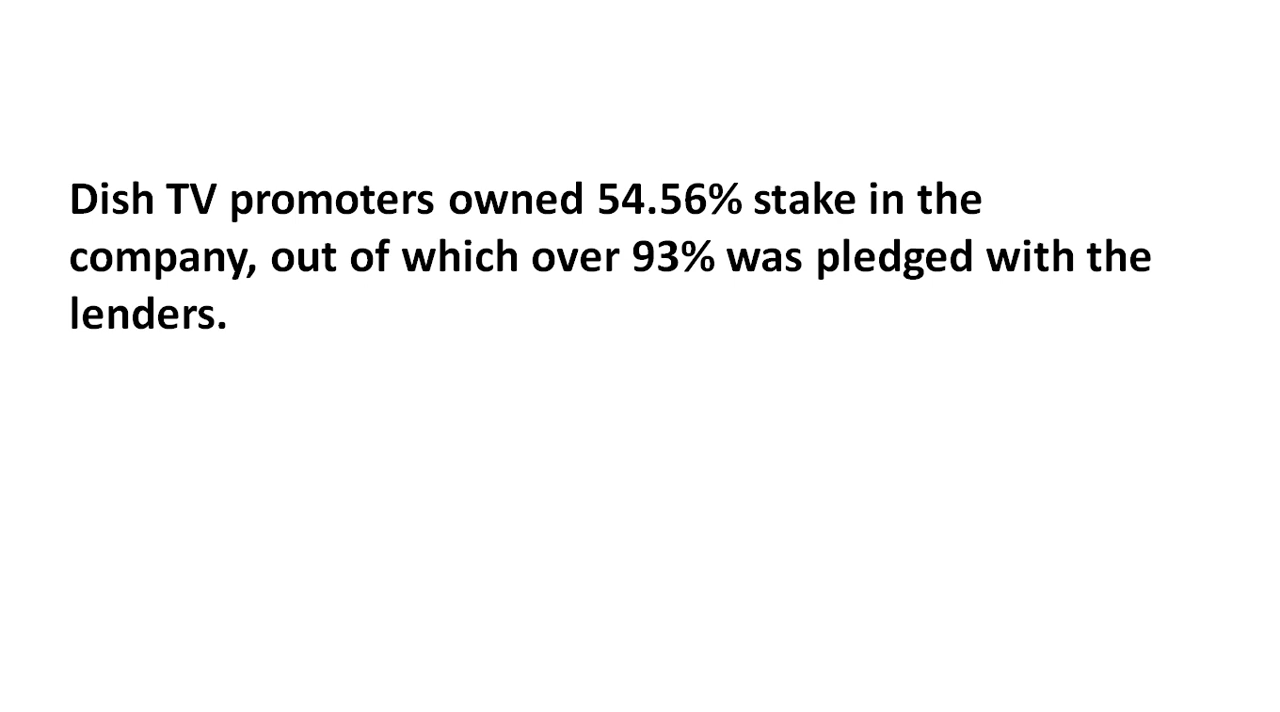 Dish TV promoters owned 54.56% stake in the
company, out of which over 93% was pledged with the
lenders.